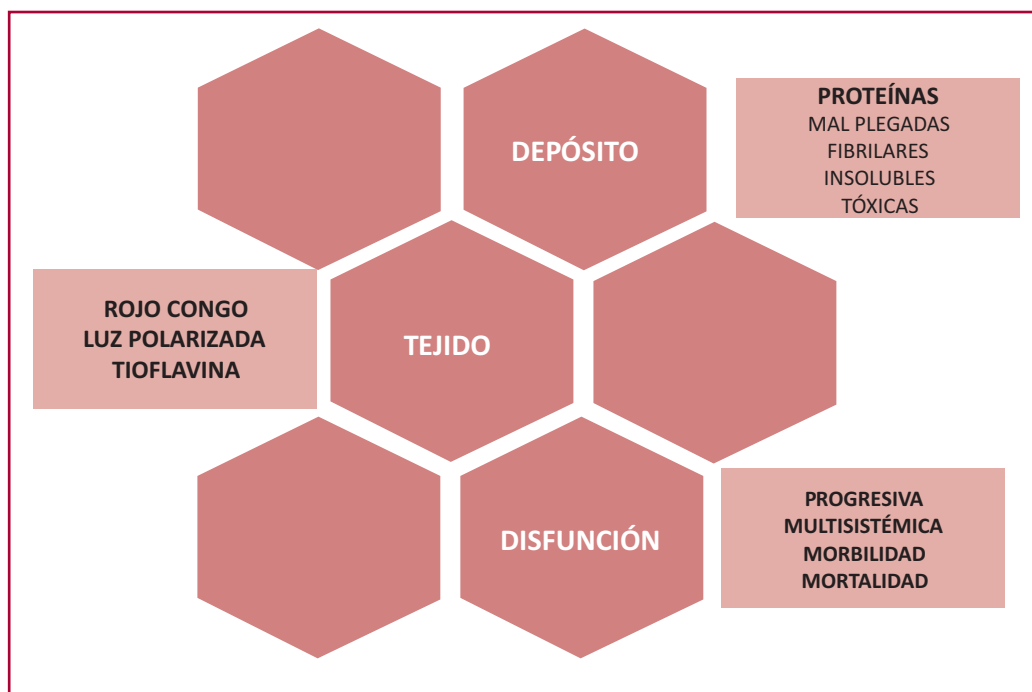 DEPÓSITO
PROTEÍNAS
MAL PLEGADAS
FIBRILARES
INSOLUBLES
TÓXICAS
ROJO CONGO
LUZ POLARIZADA
TIOFLAVINA
TEJIDO
DISFUNCIÓN
PROGRESIVA
MULTISISTÉMICA
MORBILIDAD
MORTALIDAD